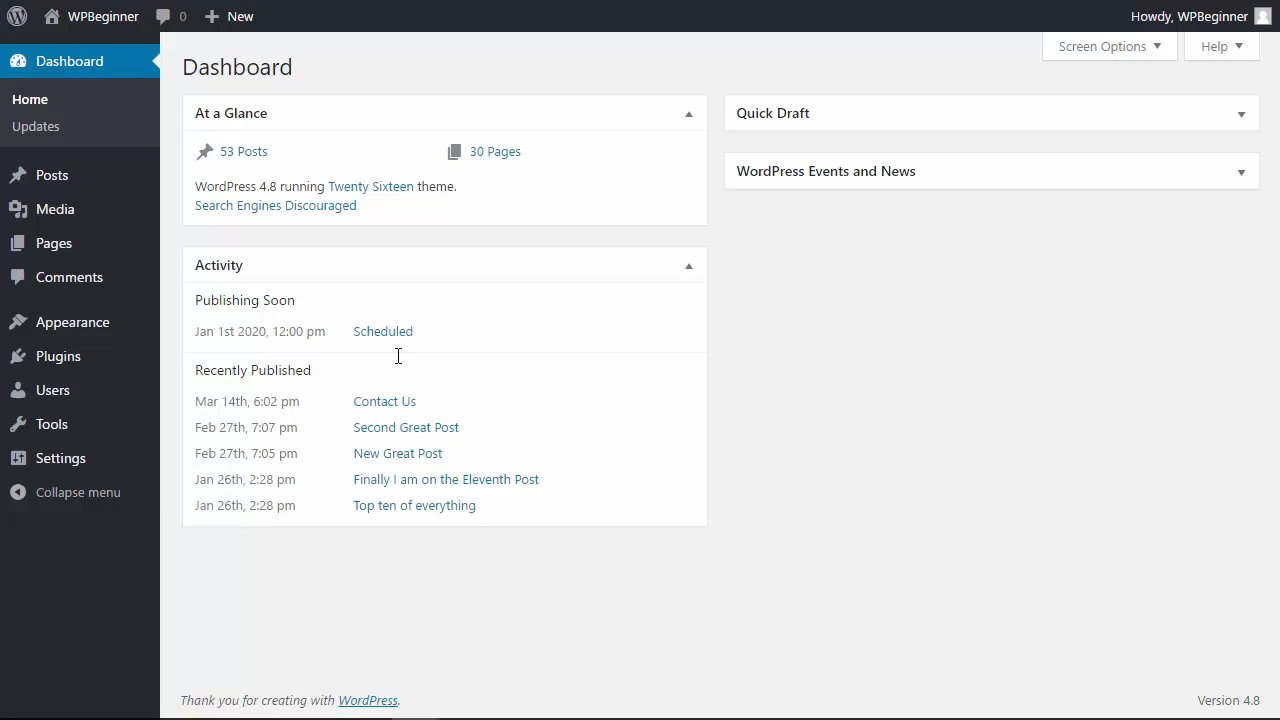 WPBeginner 0 New Howdy, WPBeginner
Dashboard
Home
Updates
Posts
Media
Pages
Comments
Appearance
Plugins
Users
Tools
Settings
Collapse menu
Screen Options Help
Dashboard
At a Glance
53 Posts 30 Pages
WordPress 4.8 running Twenty Sixteen theme.
Search Engines Discouraged
Activity
Publishing Soon
Jan 1st 2020, 12:00 pm Scheduled
Recently Published
Mar 14th, 6:02 pm Contact Us
Feb 27th, 7:07 pm Second Great Post
Feb 27th, 7:05 pm New Great Post
Jan 26th, 2:28 pm Finally I am on the Eleventh Post
Jan 26th, 2:28 pm Top ten of everything
Quick Draft
WordPress Events and News
Thank you for creating with WordPress.
Version 4.8